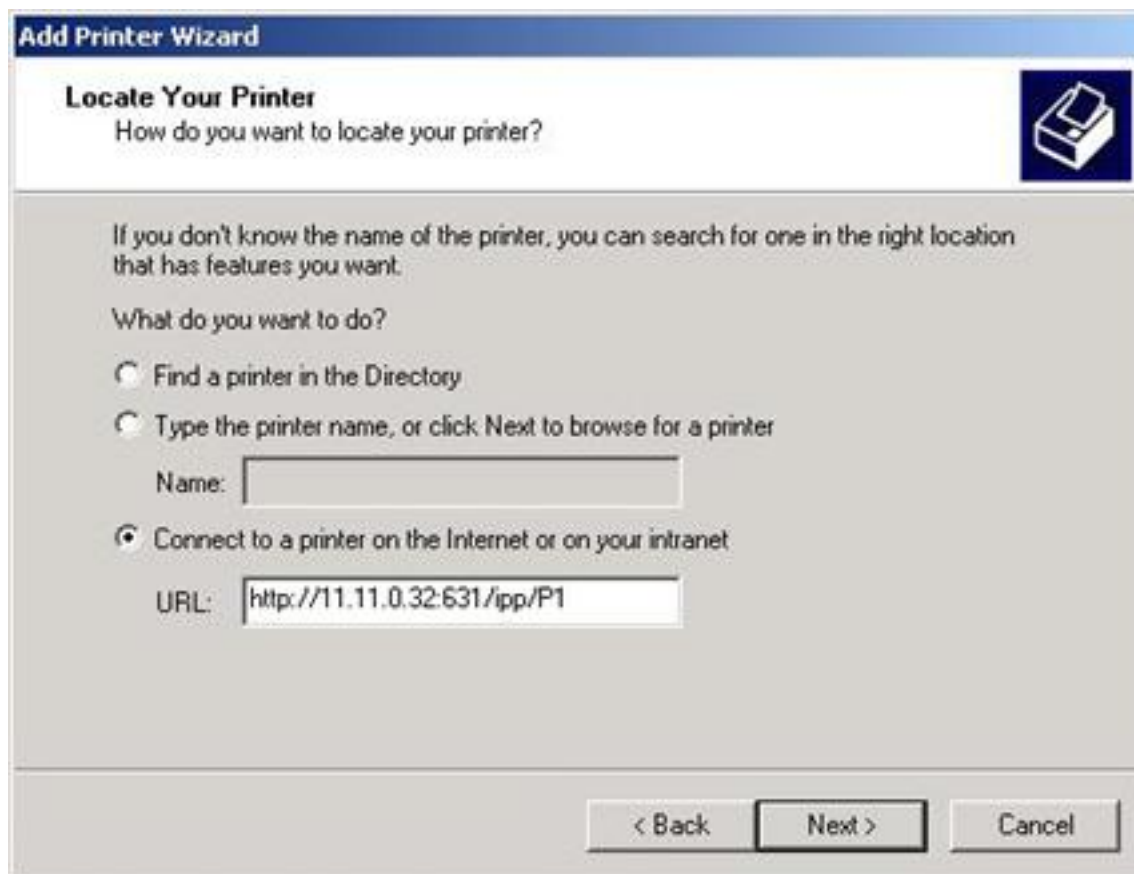 Add Printer Wizard
Locate Your Printer
How do you want to locate your printer?
If you don't know the name of the printer, you can search for one in the right location
that has features you want.
What do you want to do?
Find a printer in the Directory
Type the printer name, or click Next to browse for a printer
Name:
Connect to a printer on the Internet or on your intranet
URL: http://11.11.0.32:631/ipp/P1
< Back Next > Cancel